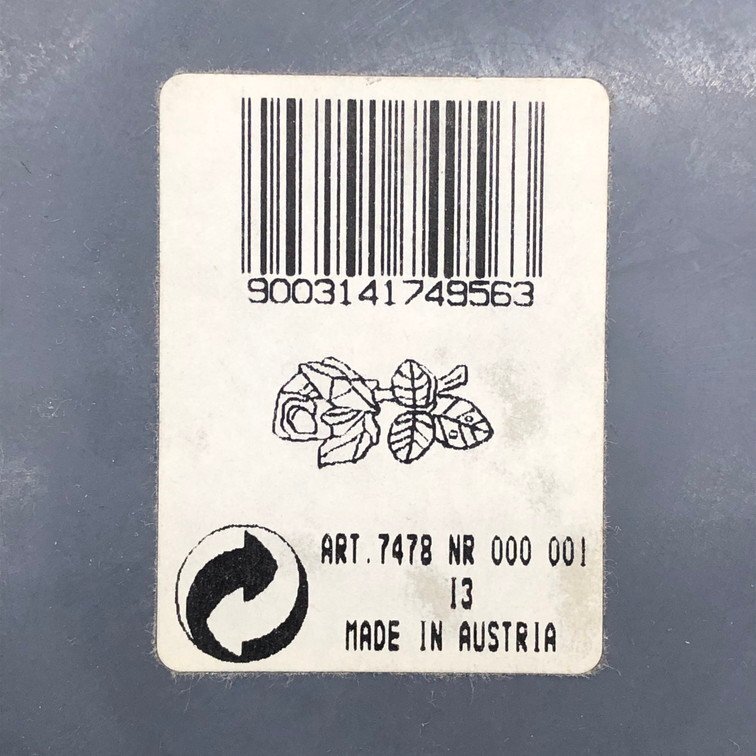 9003141749563
ART.7478 NR 000 001
I3
MADE IN AUSTRIA